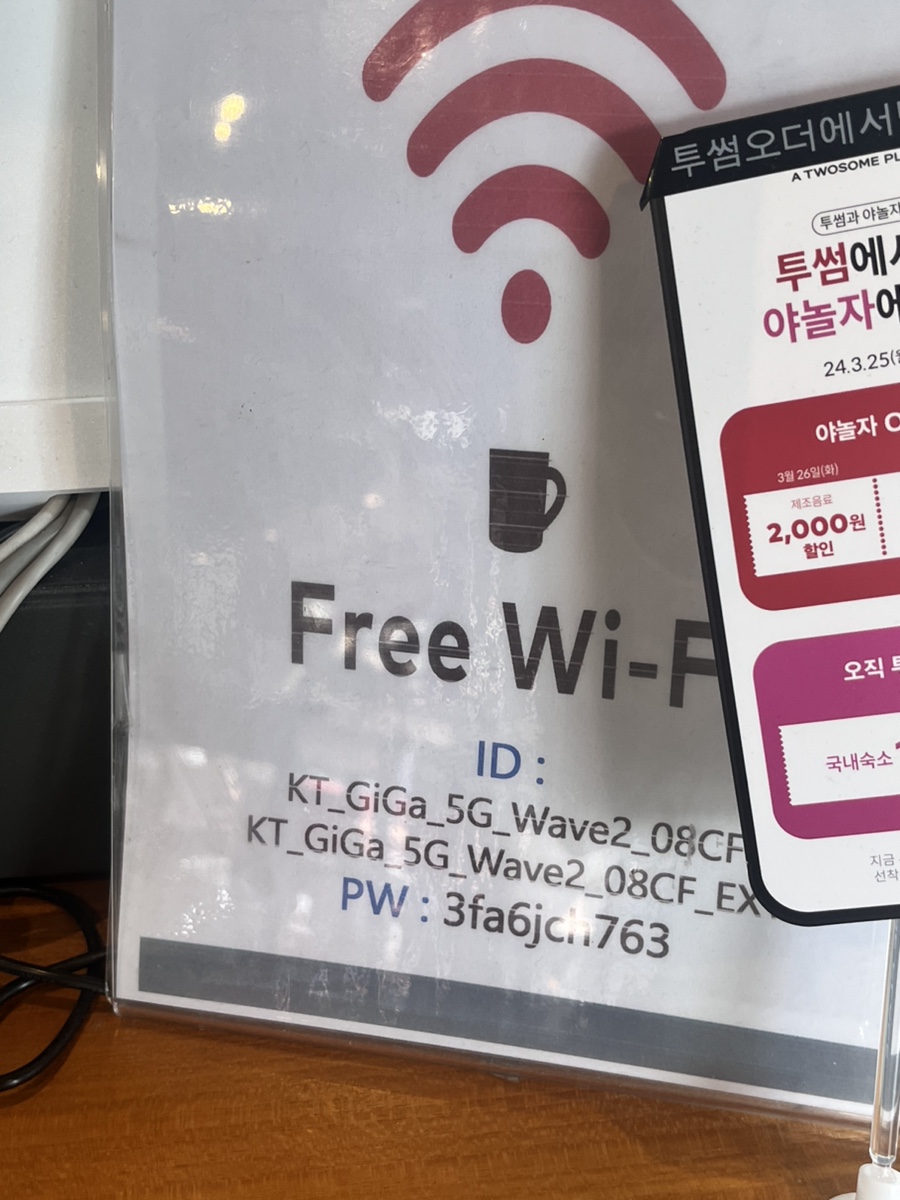 Free Wi-F
ID :
KT_GiGa_5G_Wave2_08CF
KT_GiGa_5G_Wave2_08CF_EX
PW : 3fa6jch763
투썸오더에서
A TWOSOME PL
투썸과 야놀자
투썸에서
야놀자에
24.3.25(월
야놀자
3월 26일(화)
제조음료
2,000원
할인
오직 투
국내숙소
지금
선착